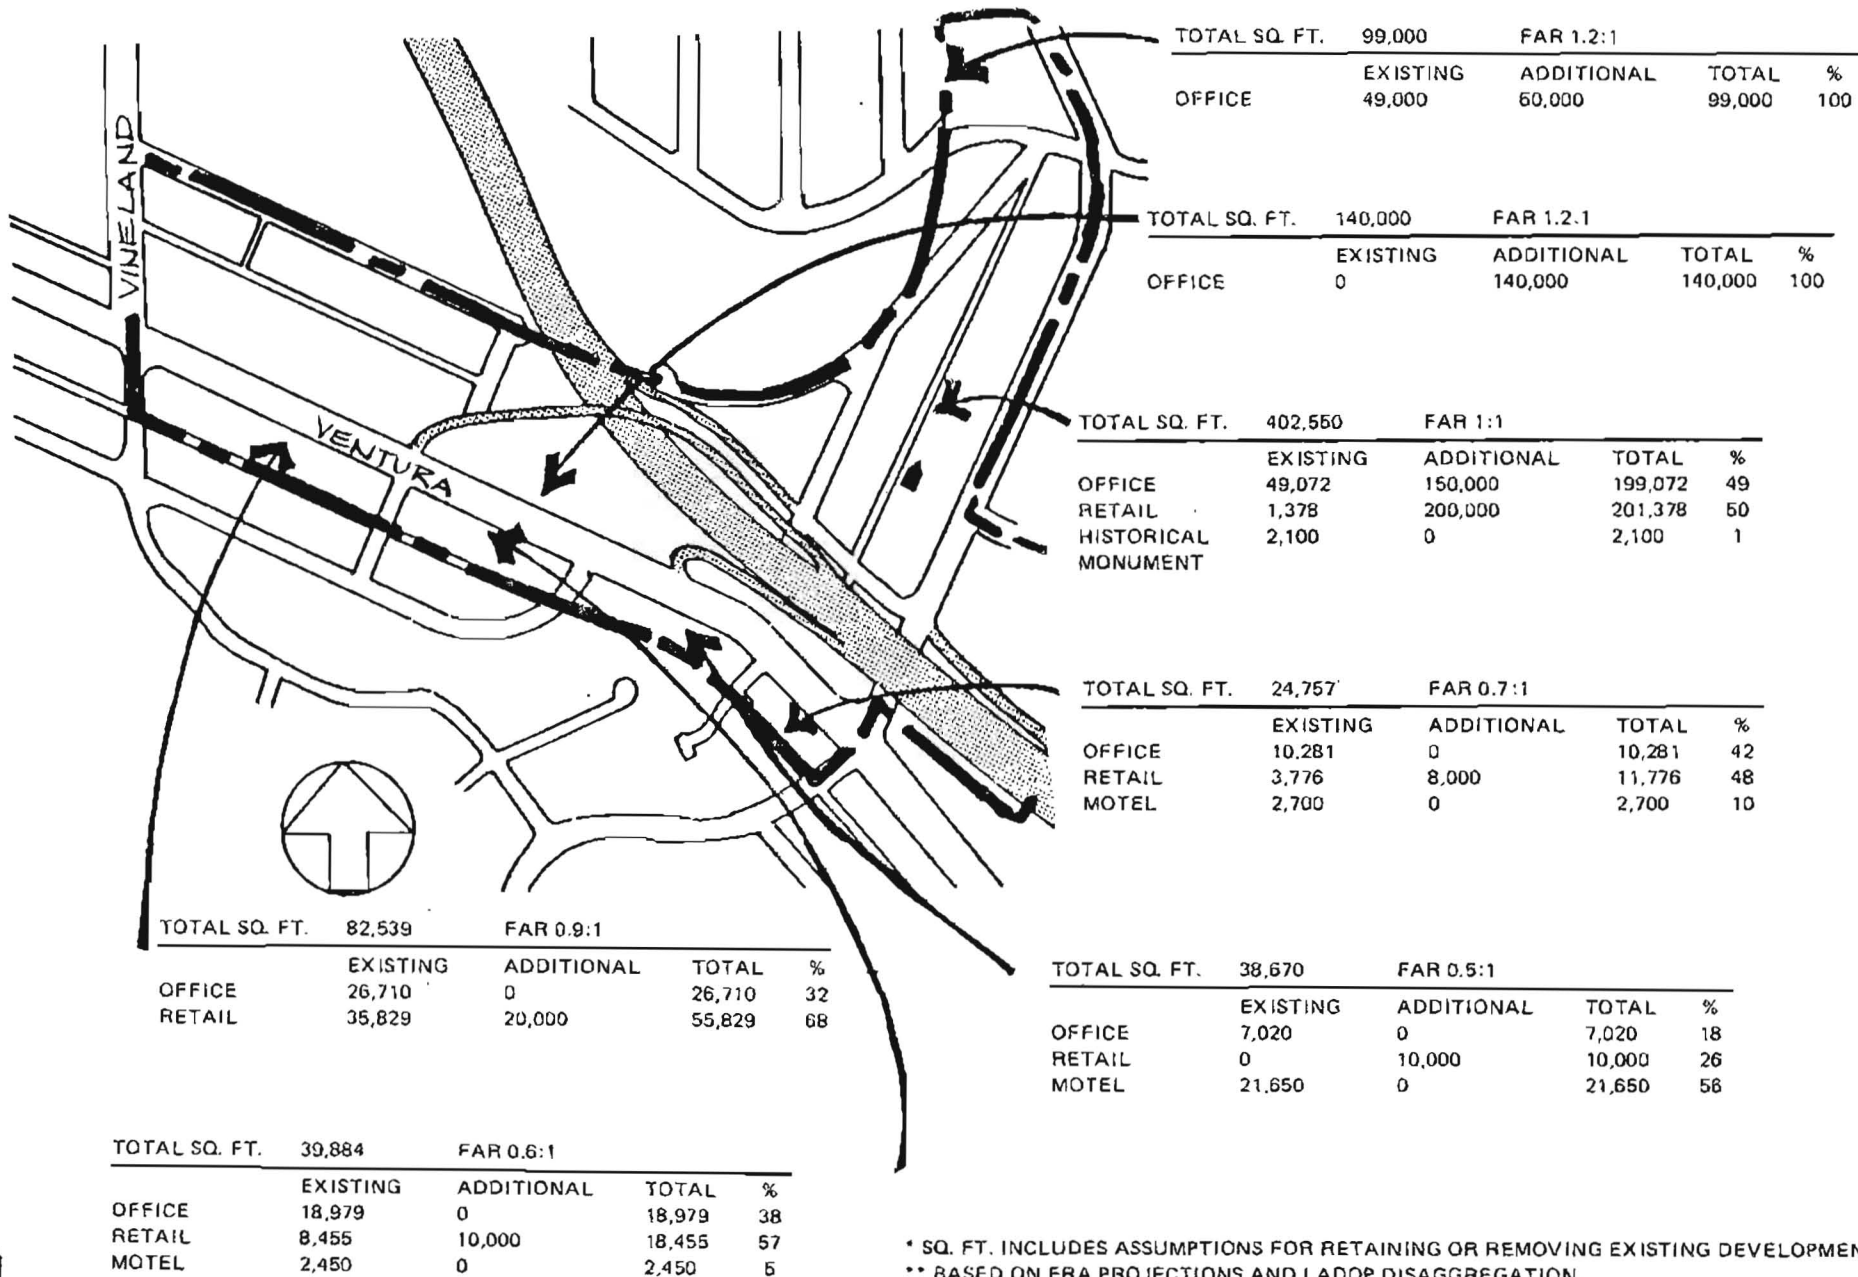 TOTAL SQ. FT. 99,000 FAR 1.2:1
EXISTING ADDITIONAL TOTAL %
OFFICE 49,000 60,000 99,000 100
TOTAL SQ. FT. 140,000 FAR 1.2:1
EXISTING ADDITIONAL TOTAL %
OFFICE 0 140,000 140,000 100
TOTAL SQ. FT. 402,550 FAR 1:1
EXISTING ADDITIONAL TOTAL %
OFFICE 49,072 150,000 199,072 49
RETAIL 1,378 200,000 201,378 50
HISTORICAL 2,100 0 2,100 1
MONUMENT
TOTAL SQ. FT. 24,757 FAR 0.7:1
EXISTING ADDITIONAL TOTAL %
OFFICE 10,281 0 10,281 42
RETAIL 3,776 8,000 11,776 48
MOTEL 2,700 0 2,700 10
VINELAND
VENTURA
TOTAL SQ. FT. 82,539 FAR 0.9:1
EXISTING ADDITIONAL TOTAL %
OFFICE 26,710 0 26,710 32
RETAIL 35,829 20,000 55,829 68
TOTAL SQ. FT. 38,670 FAR 0.5:1
EXISTING ADDITIONAL TOTAL %
OFFICE 7,020 0 7,020 18
RETAIL 0 10,000 10,000 26
MOTEL 21,650 0 21,650 56
TOTAL SQ. FT. 39,884 FAR 0.6:1
EXISTING ADDITIONAL TOTAL %
OFFICE 18,979 0 18,979 38
RETAIL 8,455 10,000 18,455 57
MOTEL 2,450 0 2,450 5
* SQ. FT. INCLUDES ASSUMPTIONS FOR RETAINING OR REMOVING EXISTING DEVELOPMEN
** BASED ON ERA PROJECTIONS AND LADOP DISAGGREGATION